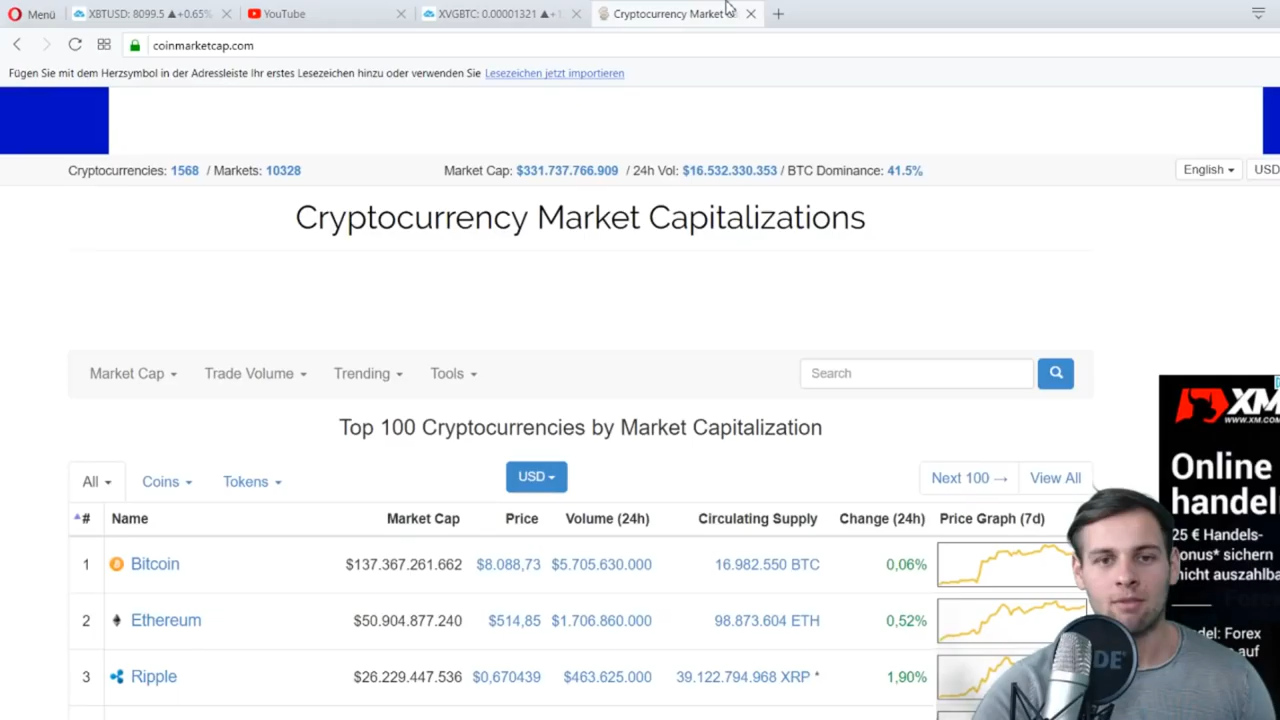 Menü
XBTUSD: 8099.5 ▲+0.65%
YouTube
XVGBTC: 0.00001321 ▲+
Cryptocurrency Market
coinmarketcap.com
Fügen Sie mit dem Herzsymbol in der Adressleiste Ihr erstes Lesezeichen hinzu oder verwenden Sie Lesezeichen jetzt importieren
Cryptocurrencies: 1568 / Markets: 10328
Market Cap: $331.737.766.909 / 24h Vol: $16.532.330.353 / BTC Dominance: 41.5%
English
USD
Cryptocurrency Market Capitalizations
Market Cap
Trade Volume
Trending
Tools
Search
Top 100 Cryptocurrencies by Market Capitalization
All
Coins
Tokens
USD
Next 100 →
View All
# Name Market Cap Price Volume (24h) Circulating Supply Change (24h) Price Graph (7d)
1 Bitcoin $137.367.261.662 $8.088,73 $5.705.630.000 16.982.550 BTC 0,06%
2 Ethereum $50.904.877.240 $514,85 $1.706.860.000 98.873.604 ETH 0,52%
3 Ripple $26.229.447.536 $0,670439 $463.625.000 39.122.794.968 XRP * 1,90%
XM
WWW.XM.COM
Online
handel
25 € Handels-
onus* sichern
nicht auszahlba
del: Forex
auf